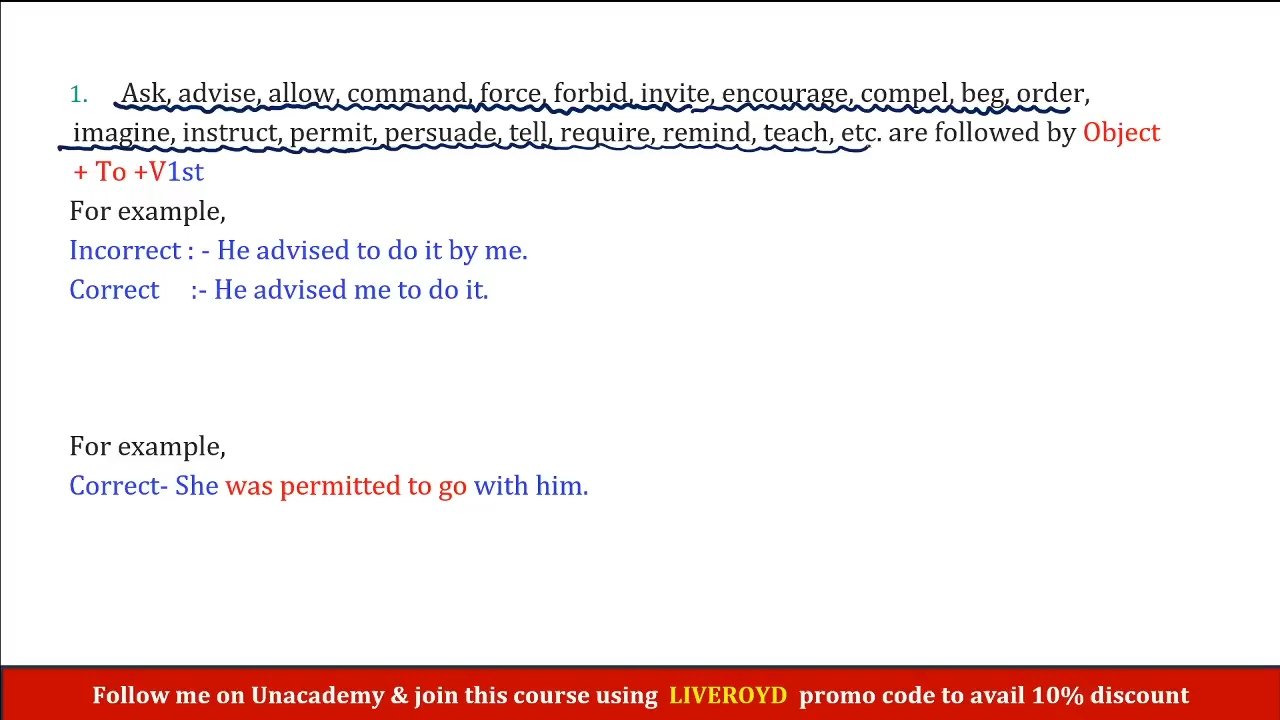 1. Ask, advise, allow, command, force, forbid, invite, encourage, compel, beg, order,
imagine, instruct, permit, persuade, tell, require, remind, teach, etc. are followed by Object
+ To +V1st
For example,
Incorrect : - He advised to do it by me.
Correct :- He advised me to do it.
For example,
Correct- She was permitted to go with him.
Follow me on Unacademy & join this course using LIVEROYD promo code to avail 10% discount